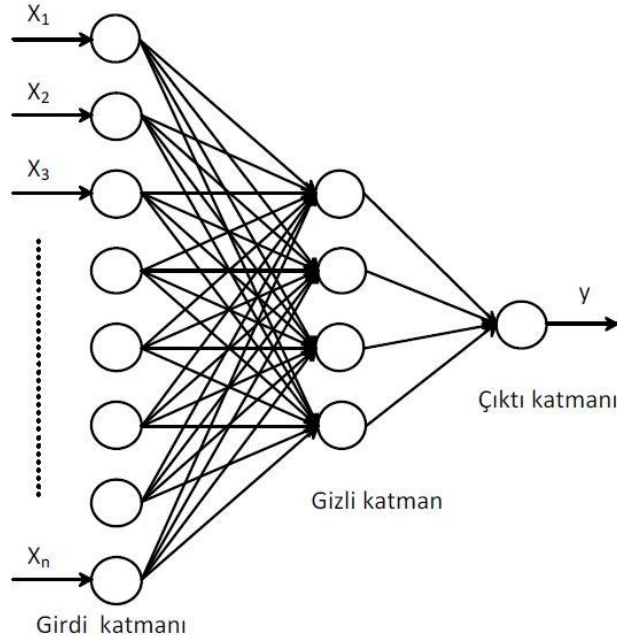 X1
X2
X3
y
Çıktı katmanı
Gizli katman
Xn
Girdi katmanı